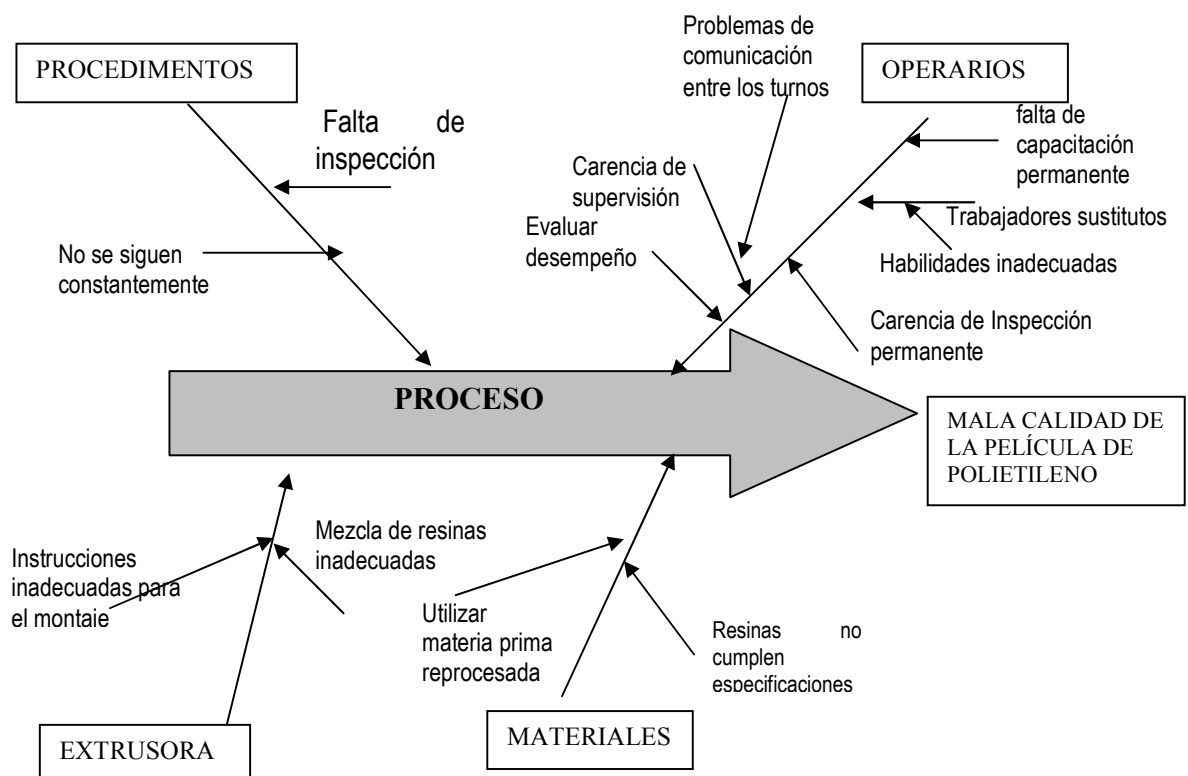 PROCEDIMENTOS
Falta de
inspección
No se siguen
constantemente
Problemas de
comunicación
entre los turnos
Carencia de
supervisión
Evaluar
desempeño
OPERARIOS
falta de
capacitación
permanente
Trabajadores sustitutos
Habilidades inadecuadas
Carencia de Inspección
permanente
PROCESO
MALA CALIDAD DE
LA PELÍCULA DE
POLIETILENO
Instrucciones
inadecuadas para
el montaje
Mezcla de resinas
inadecuadas
EXTRUSORA
Utilizar
materia prima
reprocesada
Resinas no
cumplen
especificaciones
MATERIALES